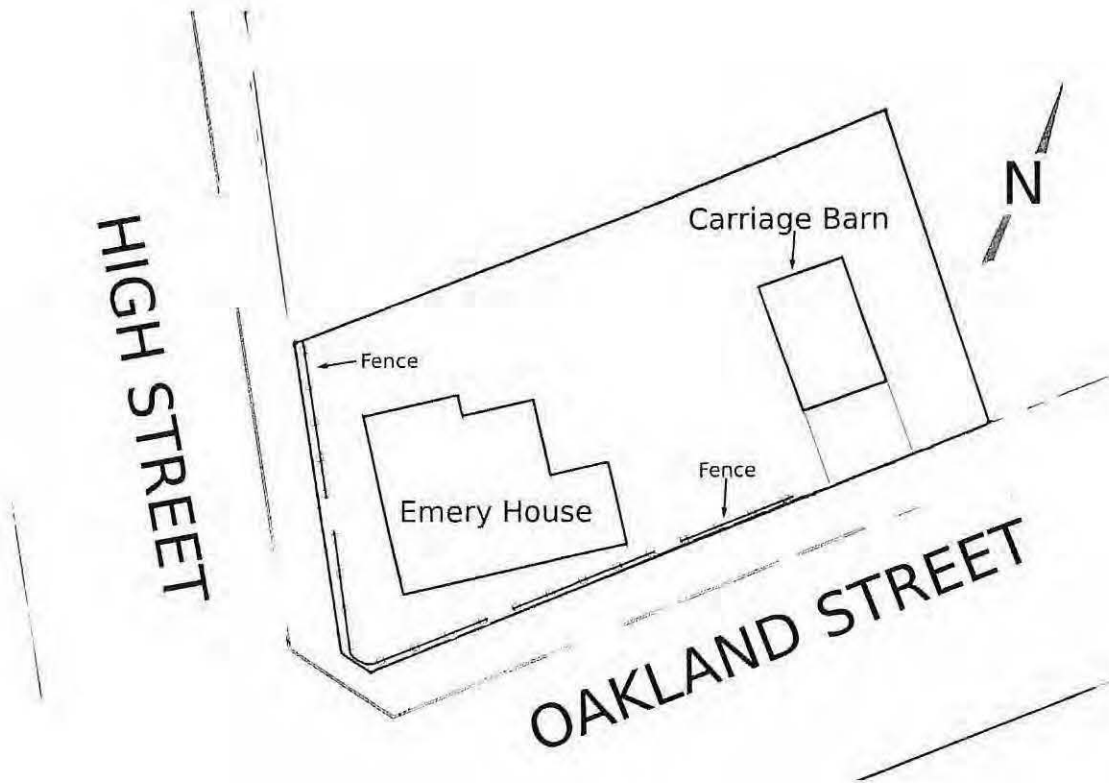 HIGH STREET
Carriage Barn
N
Fence
Emery House
Fence
OAKLAND STREET